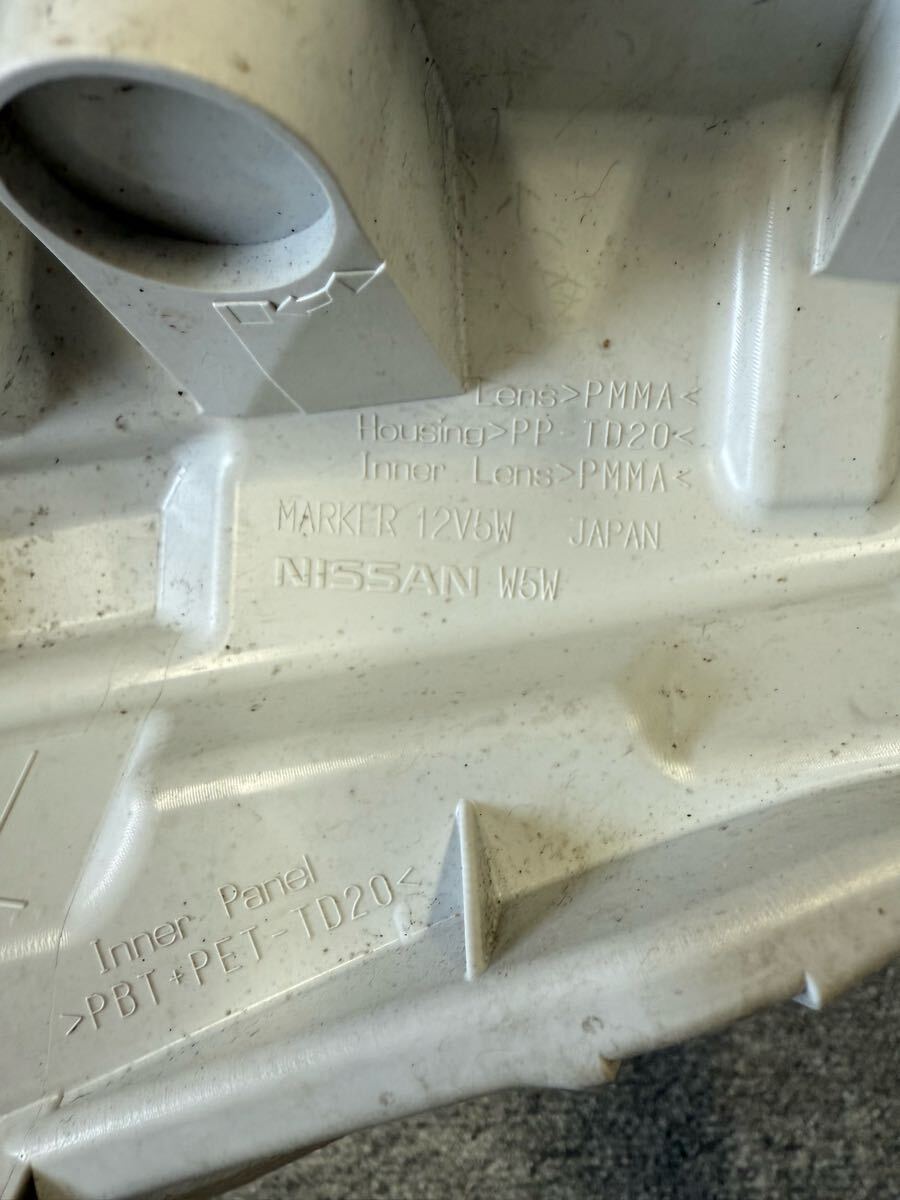 Lens>PMMA<
Housing>PP-TD20<
Inner Lens>PMMA<
MARKER 12V5W JAPAN
NISSAN W5W
Inner Panel
>PBT+PET-TD20<